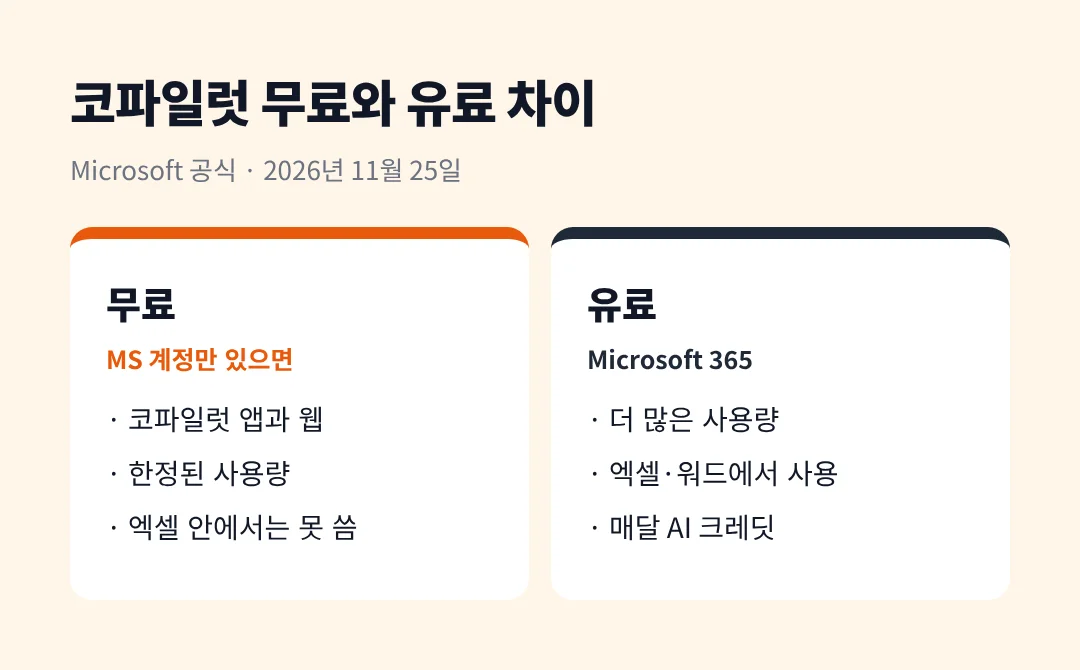 코파일럿 무료와 유료 차이
Microsoft 공식 · 2026년 11월 25일
무료
MS 계정만 있으면
· 코파일럿 앱과 웹
· 한정된 사용량
· 엑셀 안에서는 못 씀
유료
Microsoft 365
· 더 많은 사용량
· 엑셀·워드에서 사용
· 매달 AI 크레딧